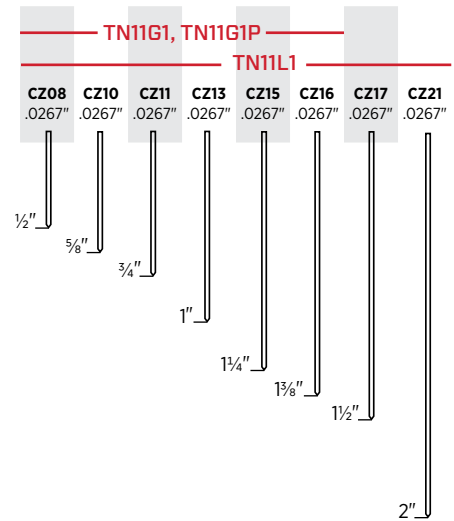 TN11G1, TN11G1P
TN11L1
CZ08 CZ10 CZ11 CZ13 CZ15 CZ16 CZ17 CZ21
.0267" .0267" .0267" .0267" .0267" .0267" .0267" .0267"
½"
⅝"
¾"
1"
1¼"
1⅜"
1½"
2"